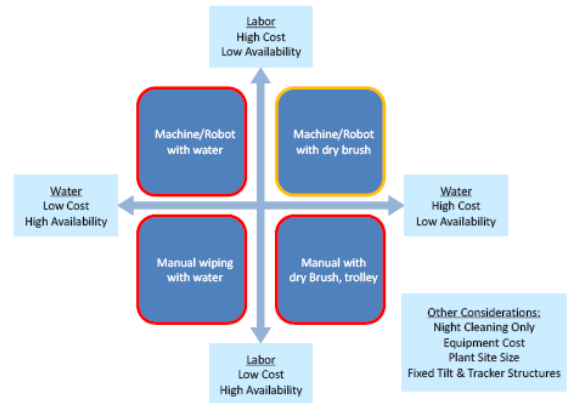 Labor
High Cost
Low Availability
Machine/Robot
with water
Machine/Robot
with dry brush
Water
Low Cost
High Availability
Water
High Cost
Low Availability
Manual wiping
with water
Manual with
dry Brush, trolley
Other Considerations:
Night Cleaning Only
Equipment Cost
Plant Site Size
Fixed Tilt & Tracker Structures
Labor
Low Cost
High Availability